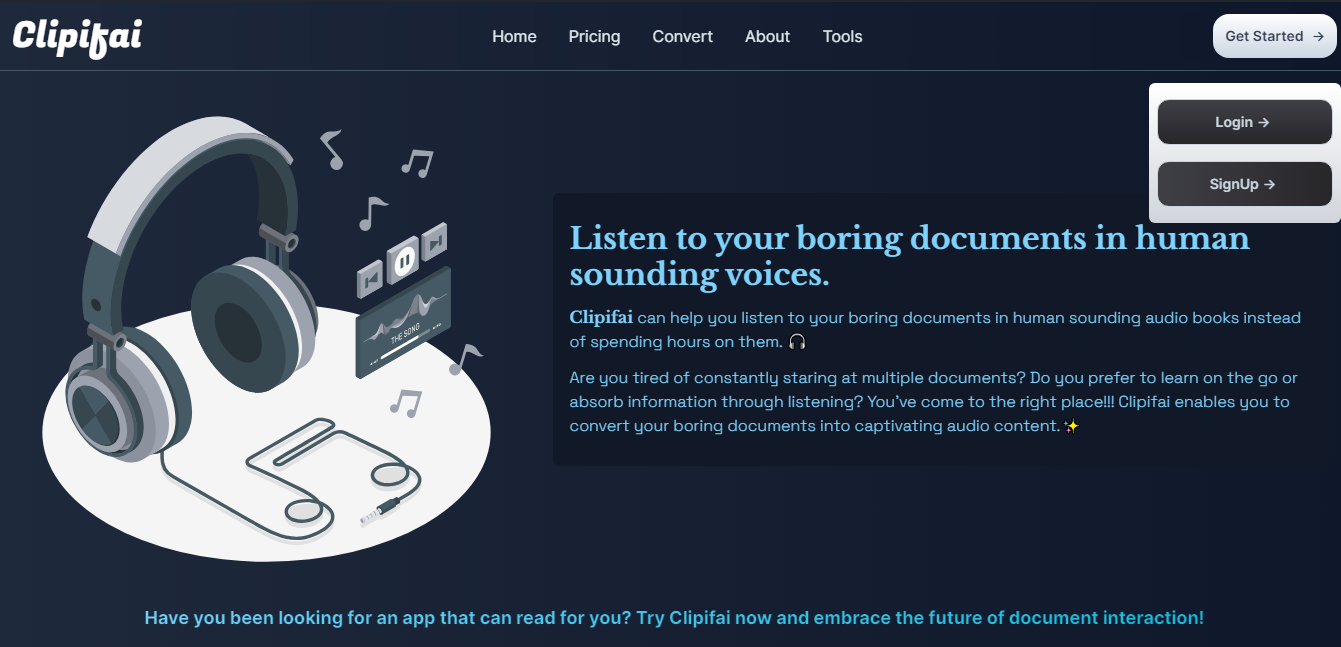 Clipifai
Home Pricing Convert About Tools
Get Started →
Login →
SignUp →
Listen to your boring documents in human
sounding voices.
Clipifai can help you listen to your boring documents in human sounding audio books instead
of spending hours on them. 🎧
Are you tired of constantly staring at multiple documents? Do you prefer to learn on the go or
absorb information through listening? You've come to the right place!!! Clipifai enables you to
convert your boring documents into captivating audio content.✨
THE SONG
Have you been looking for an app that can read for you? Try Clipifai now and embrace the future of document interaction!